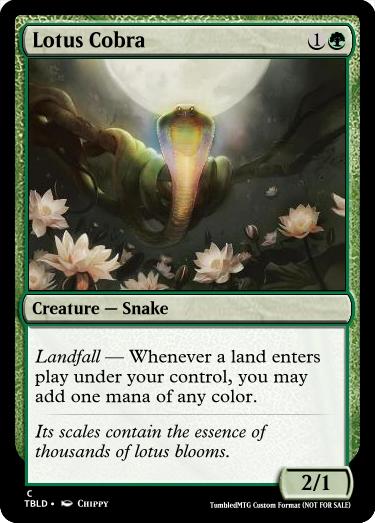 Lotus Cobra 1
Creature — Snake
Landfall — Whenever a land enters
play under your control, you may
add one mana of any color.
Its scales contain the essence of
thousands of lotus blooms.
2/1
C
TBLD • CHIPPY
TumbledMTG Custom Format (NOT FOR SALE)